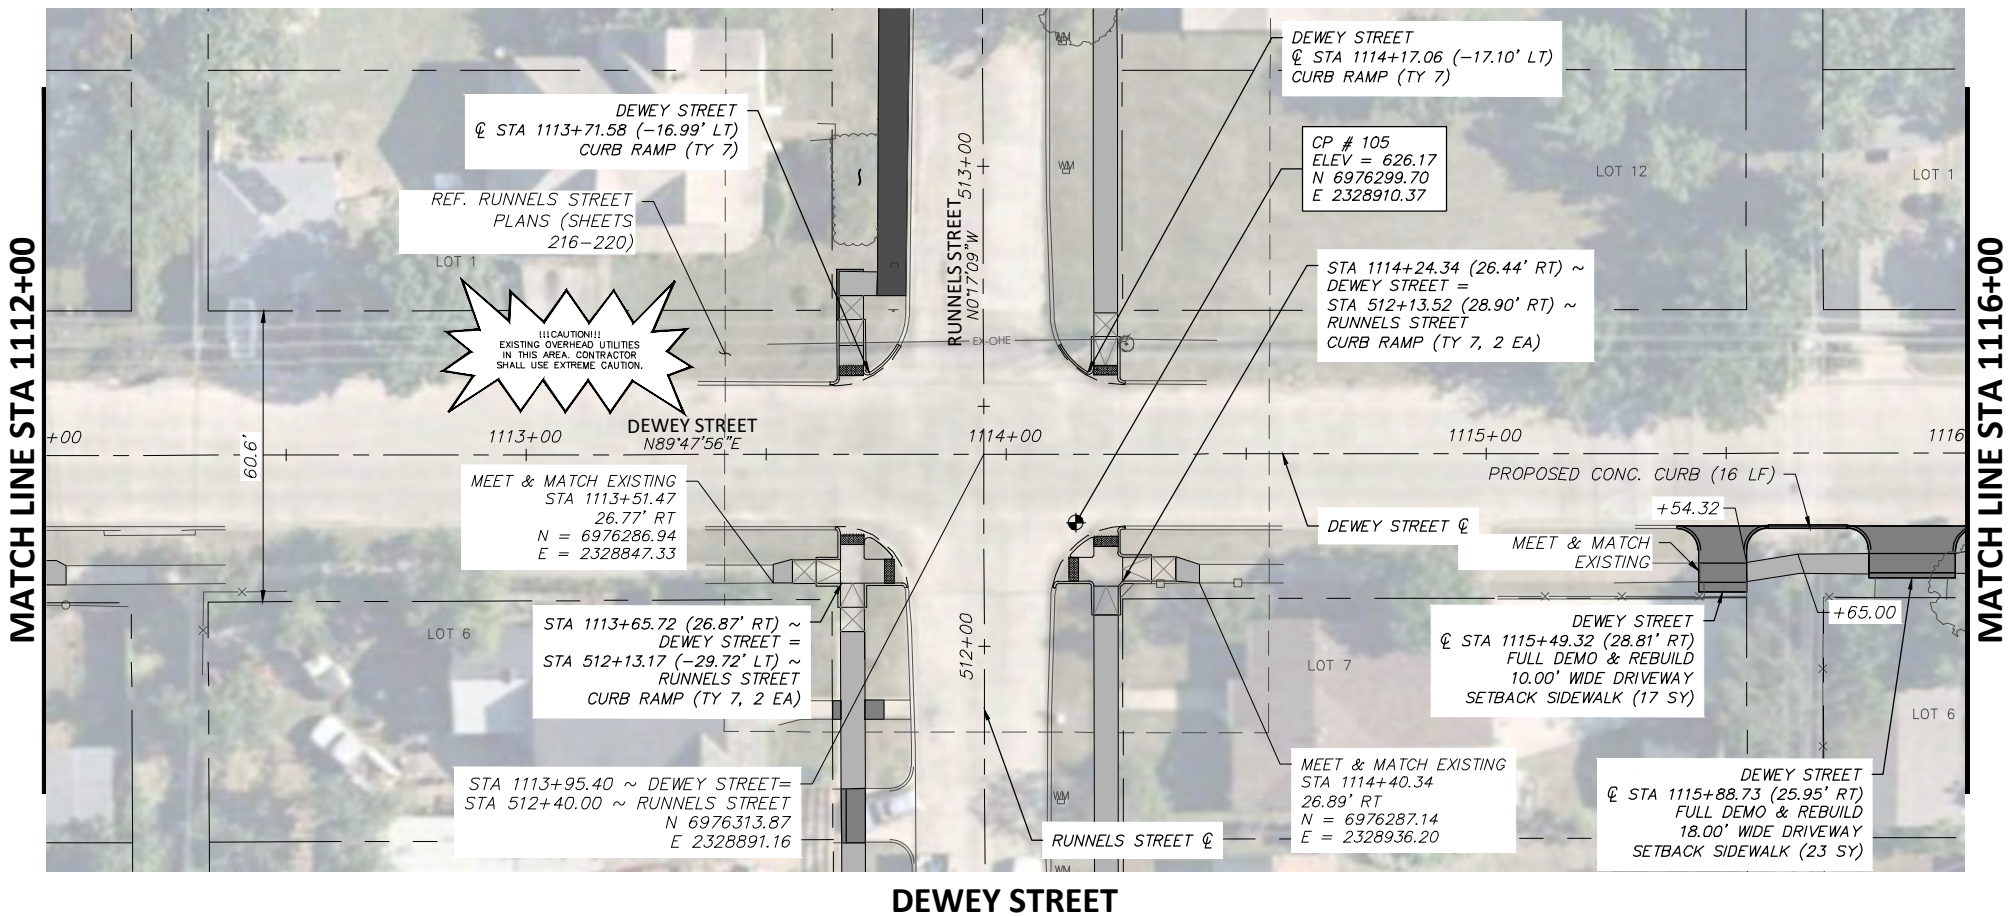 DEWEY STREET
℄ STA 1114+17.06 (-17.10' LT)
CURB RAMP (TY 7)
DEWEY STREET
℄ STA 1113+71.58 (-16.99' LT)
CURB RAMP (TY 7)
CP # 105
ELEV = 626.17
N 6976299.70
E 2328910.37
REF. RUNNELS STREET
PLANS (SHEETS
216-220)
LOT 1
LOT 12
LOT 1
WM
WM
513+00
RUNNELS STREET
N0°17'09"W
STA 1114+24.34 (26.44' RT) ~
DEWEY STREET =
STA 512+13.52 (28.90' RT) ~
RUNNELS STREET
CURB RAMP (TY 7, 2 EA)
!!!CAUTION!!!
EXISTING OVERHEAD UTILITIES
IN THIS AREA. CONTRACTOR
SHALL USE EXTREME CAUTION.
EX-OHE
MATCH LINE STA 1112+00
MATCH LINE STA 1116+00
+00
1113+00
DEWEY STREET
N89°47'56"E
1114+00
1115+00
1116
60.6'
MEET & MATCH EXISTING
STA 1113+51.47
26.77' RT
N = 6976286.94
E = 2328847.33
PROPOSED CONC. CURB (16 LF)
+54.32
DEWEY STREET ℄
MEET & MATCH
EXISTING
+65.00
LOT 6
STA 1113+65.72 (26.87' RT) ~
DEWEY STREET =
STA 512+13.17 (-29.72' LT) ~
RUNNELS STREET
CURB RAMP (TY 7, 2 EA)
512+00
LOT 7
DEWEY STREET
℄ STA 1115+49.32 (28.81' RT)
FULL DEMO & REBUILD
10.00' WIDE DRIVEWAY
SETBACK SIDEWALK (17 SY)
LOT 6
STA 1113+95.40 ~ DEWEY STREET=
STA 512+40.00 ~ RUNNELS STREET
N 6976313.87
E 2328891.16
WM
RUNNELS STREET ℄
MEET & MATCH EXISTING
STA 1114+40.34
26.89' RT
N = 6976287.14
E = 2328936.20
DEWEY STREET
℄ STA 1115+88.73 (25.95' RT)
FULL DEMO & REBUILD
18.00' WIDE DRIVEWAY
SETBACK SIDEWALK (23 SY)
WM
DEWEY STREET